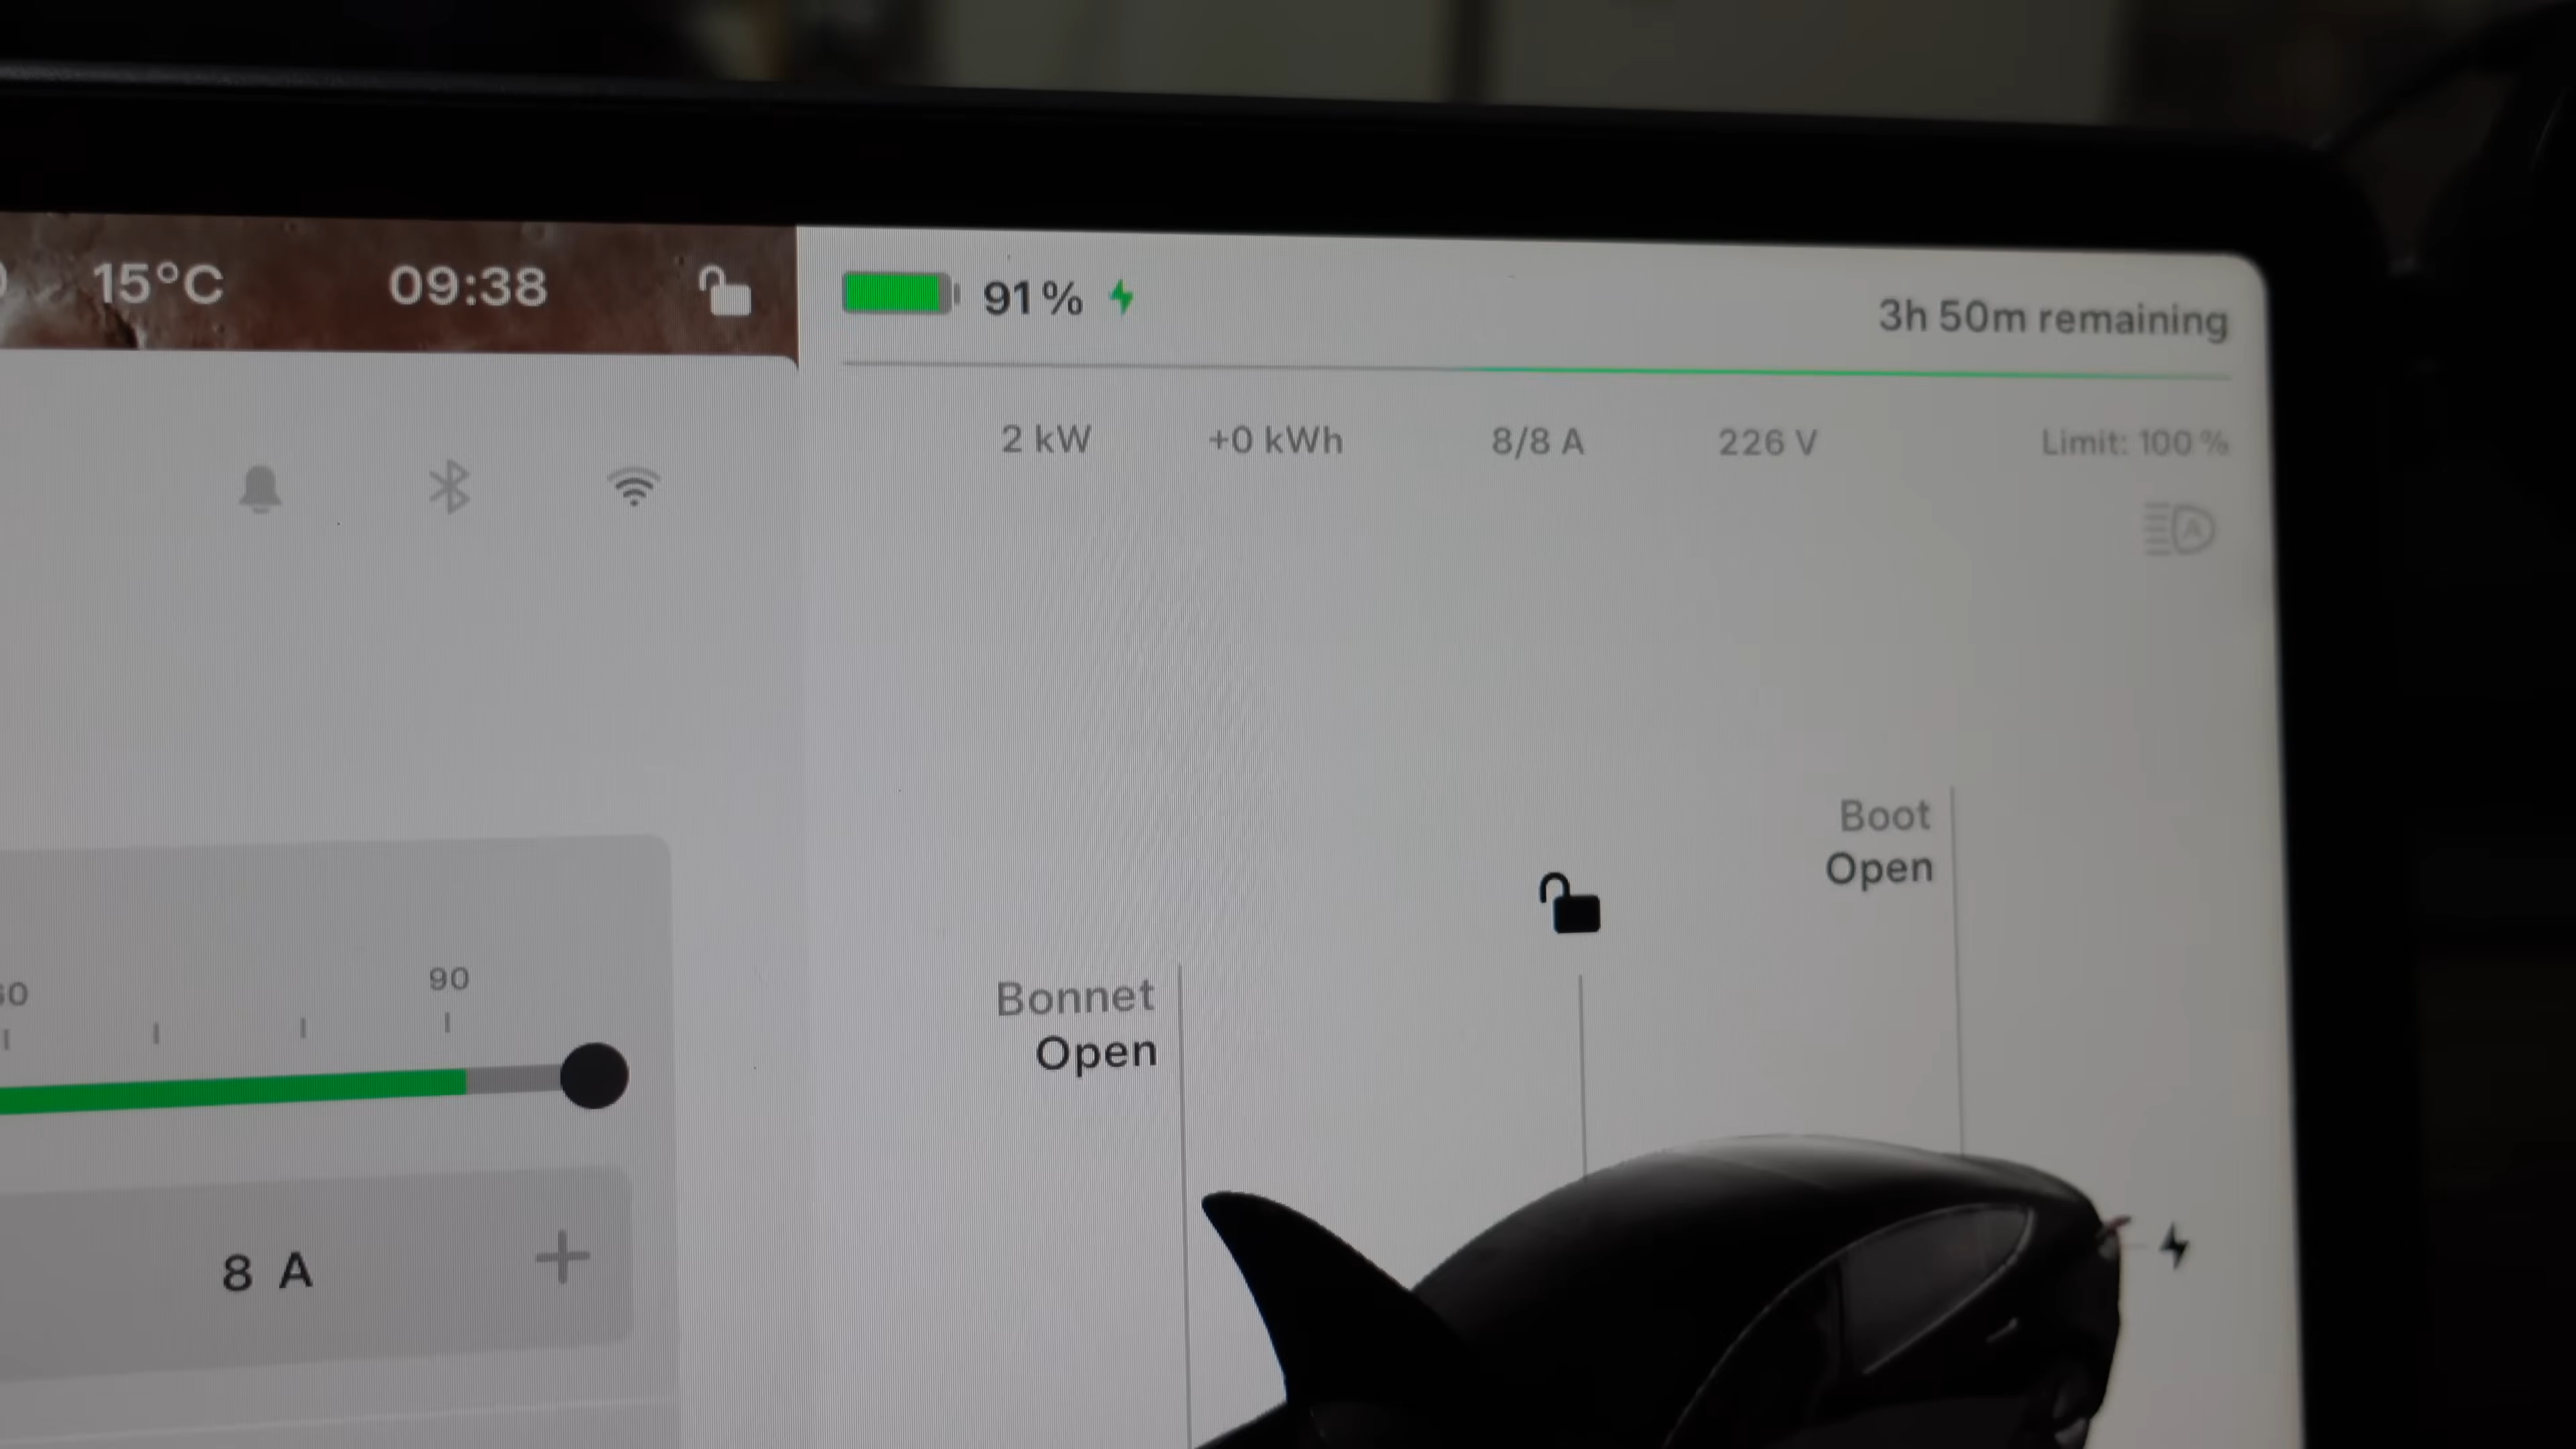 15°C 09:38
91% 3h 50m remaining
2 kW +0 kWh 8/8 A 226 V Limit: 100 %
A
Boot
Open
Bonnet
Open
90
8 A